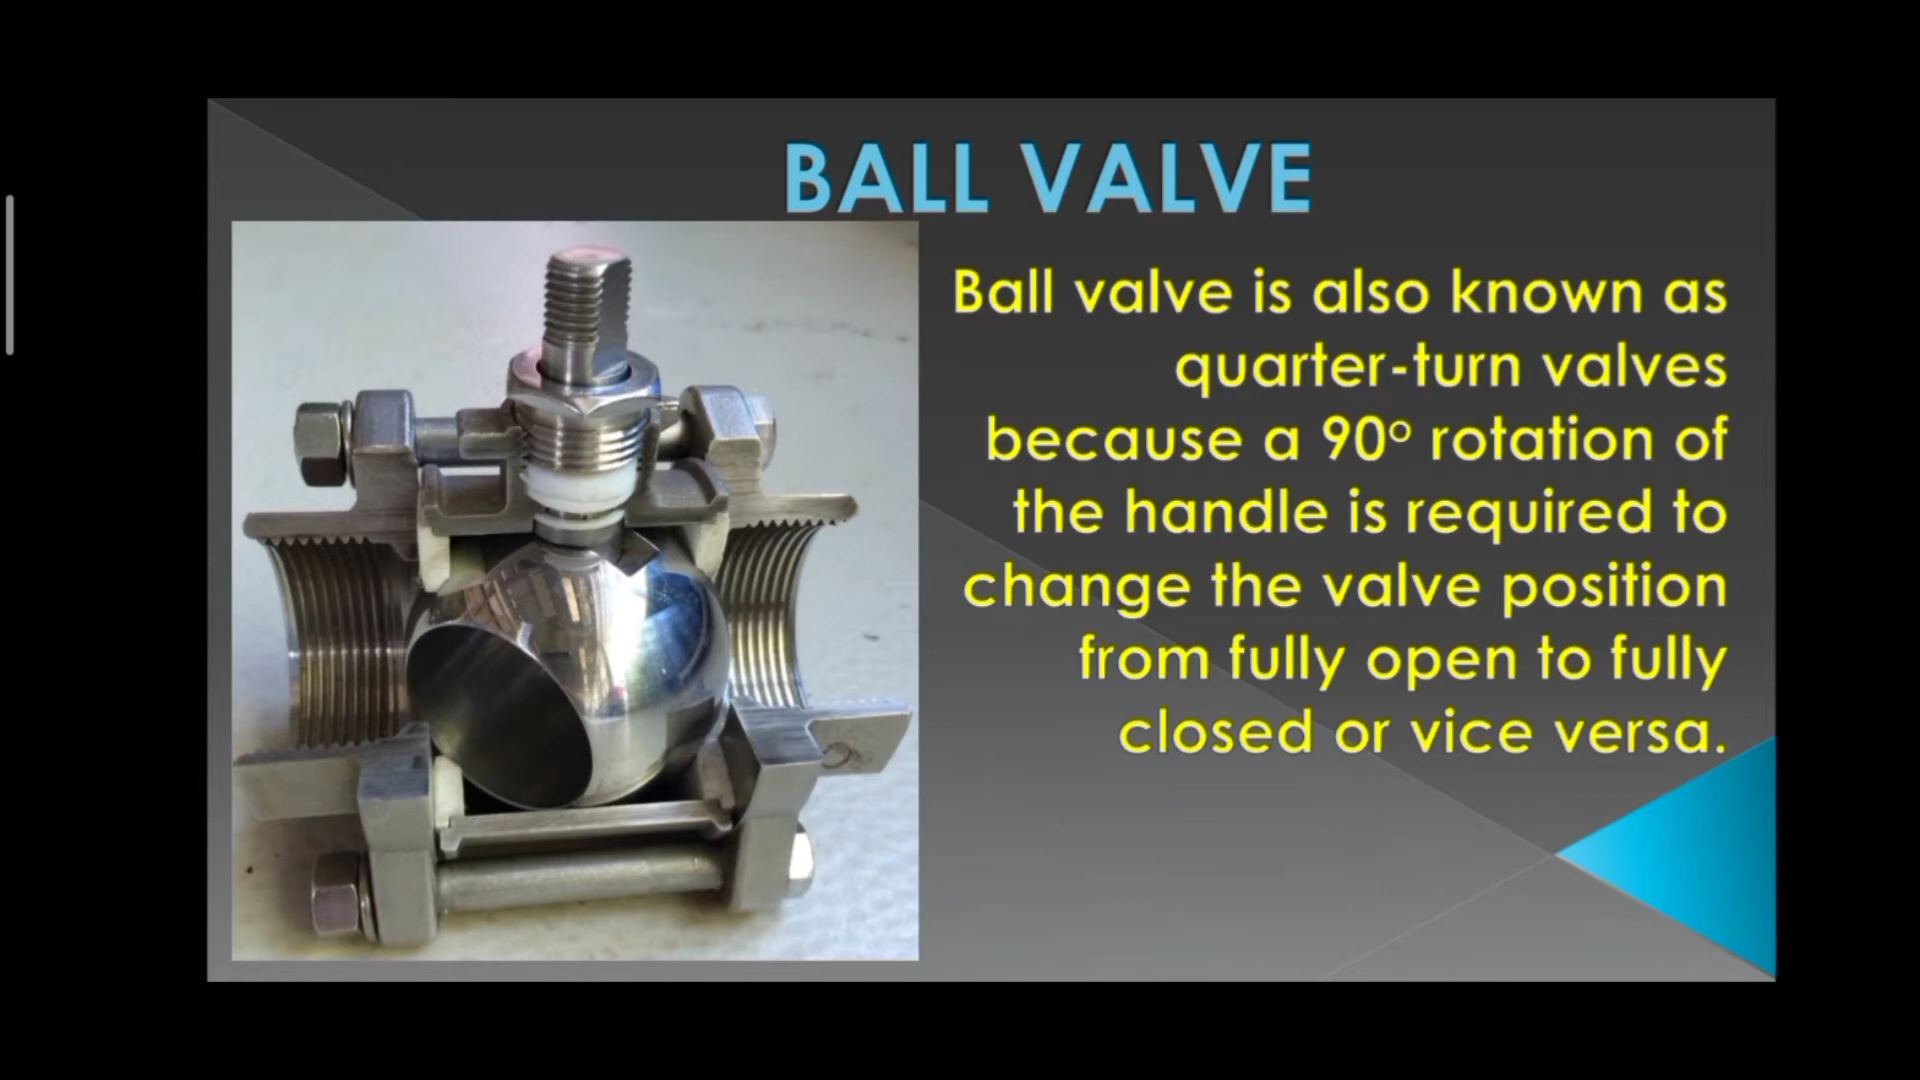 BALL VALVE
Ball valve is also known as
quarter-turn valves
because a 90º rotation of
the handle is required to
change the valve position
from fully open to fully
closed or vice versa.